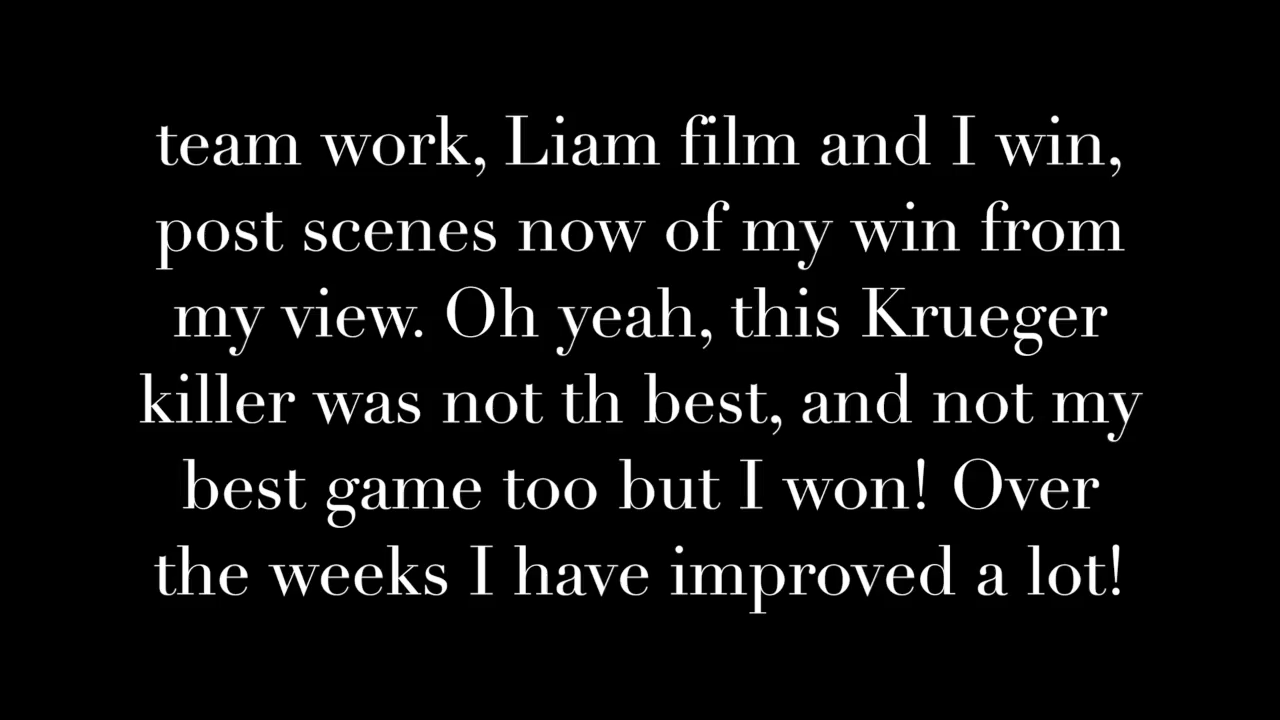 team work, Liam film and I win,
post scenes now of my win from
my view. Oh yeah, this Krueger
killer was not th best, and not my
best game too but I won! Over
the weeks I have improved a lot!